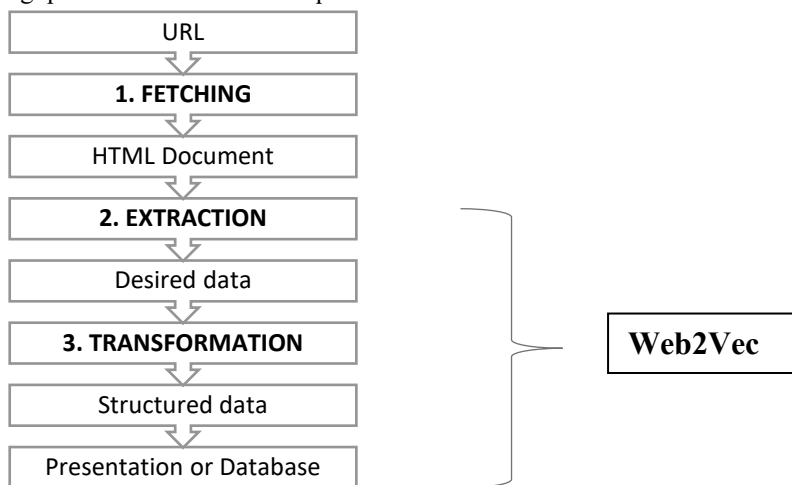 URL
1. FETCHING
HTML Document
2. EXTRACTION
Desired data
3. TRANSFORMATION
Web2Vec
Structured data
Presentation or Database